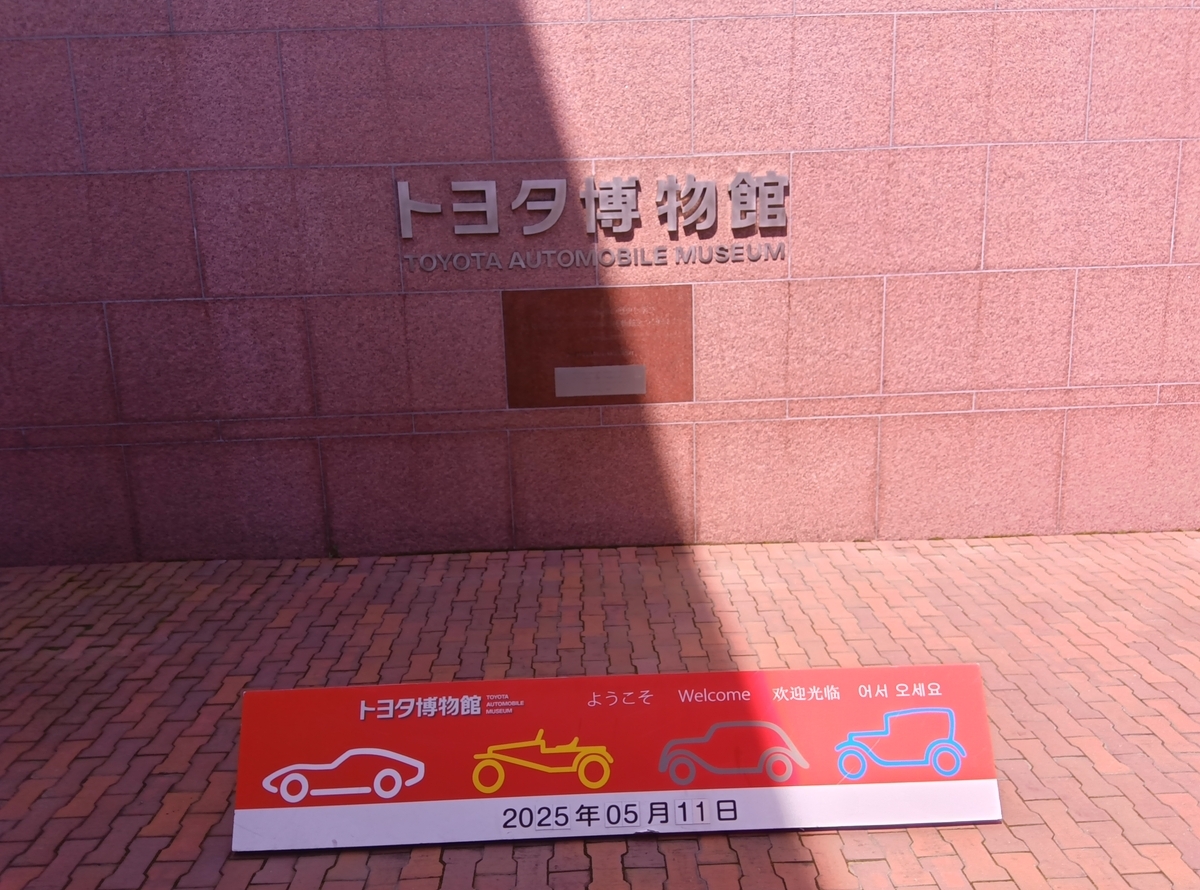 トヨタ博物館
TOYOTA AUTOMOBILE MUSEUM
トヨタ博物館 TOYOTA AUTOMOBILE MUSEUM ようこそ Welcome 欢迎光临 어서 오세요
2025年05月11日